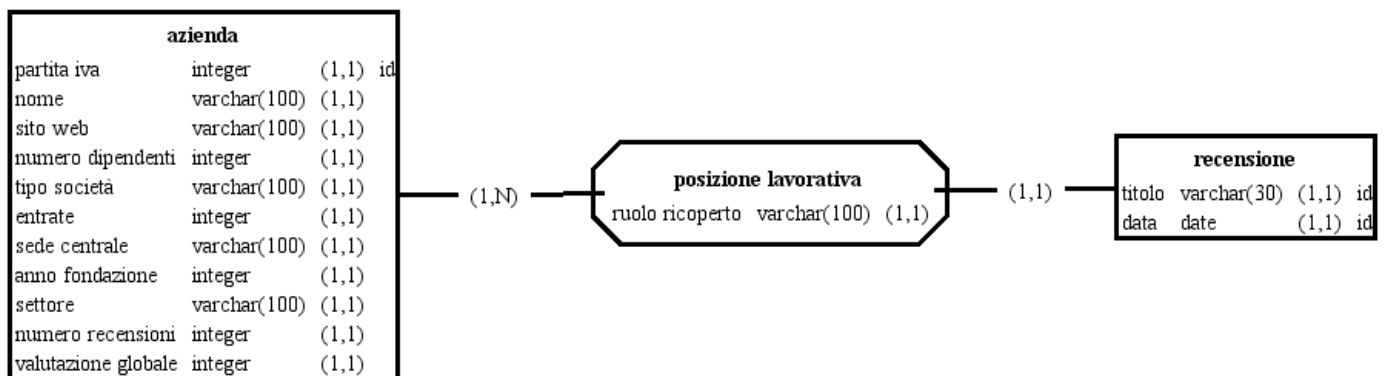 azienda
partita iva integer (1,1) id
nome varchar(100) (1,1)
sito web varchar(100) (1,1)
numero dipendenti integer (1,1)
tipo società varchar(100) (1,1)
entrate integer (1,1)
sede centrale varchar(100) (1,1)
anno fondazione integer (1,1)
settore varchar(100) (1,1)
numero recensioni integer (1,1)
valutazione globale integer (1,1)
(1,N)
posizione lavorativa
ruolo ricoperto varchar(100) (1,1)
(1,1)
recensione
titolo varchar(30) (1,1) id
data date (1,1) id